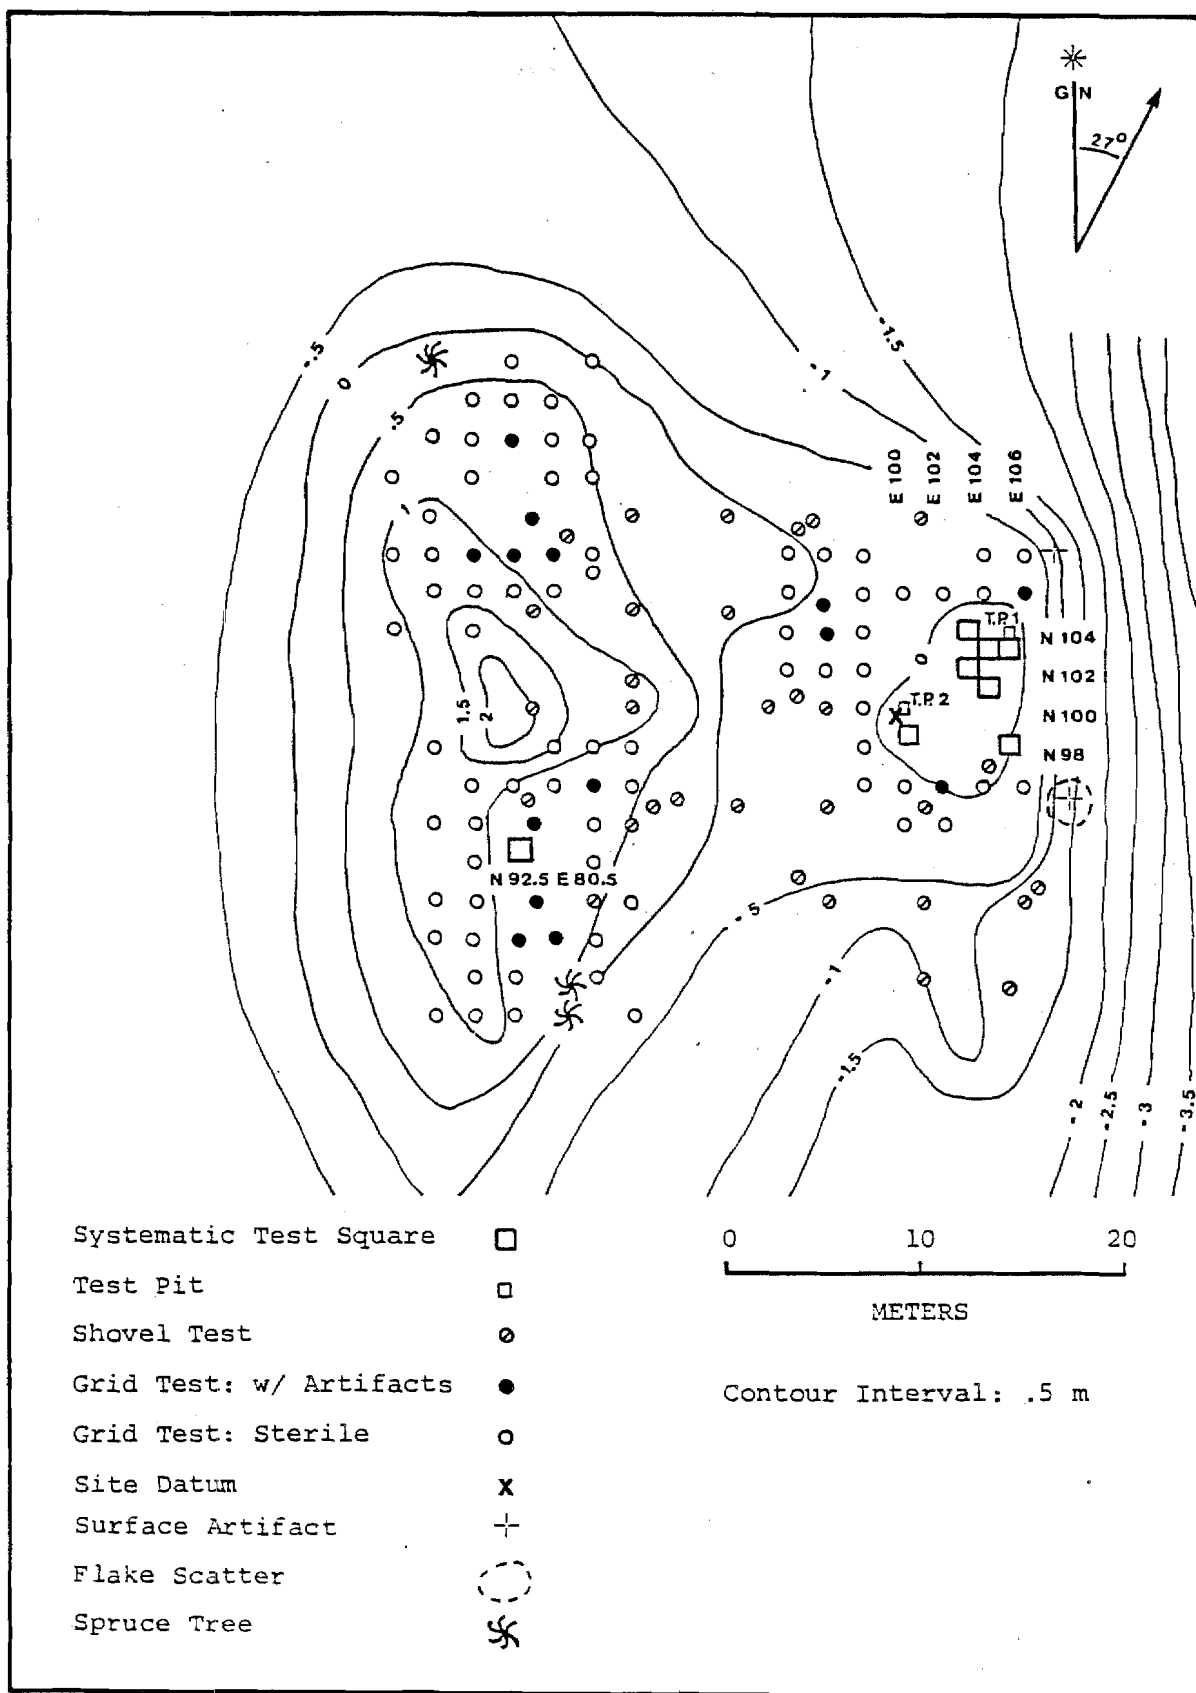 GN
27°
-.5
0
.5
1
1.5
2
-1
-1.5
E 100
E 102
E 104
E 106
T.P.1
N 104
N 102
0
T.P. 2
X
N 100
N 98
N 92.5 E 80.5
-.5
-1
-1.5
-2
-2.5
-3
-3.5
Systematic Test Square
Test Pit
Shovel Test
Grid Test: w/ Artifacts
Grid Test: Sterile
Site Datum X
Surface Artifact
Flake Scatter
Spruce Tree
0 10 20
METERS
Contour Interval: .5 m